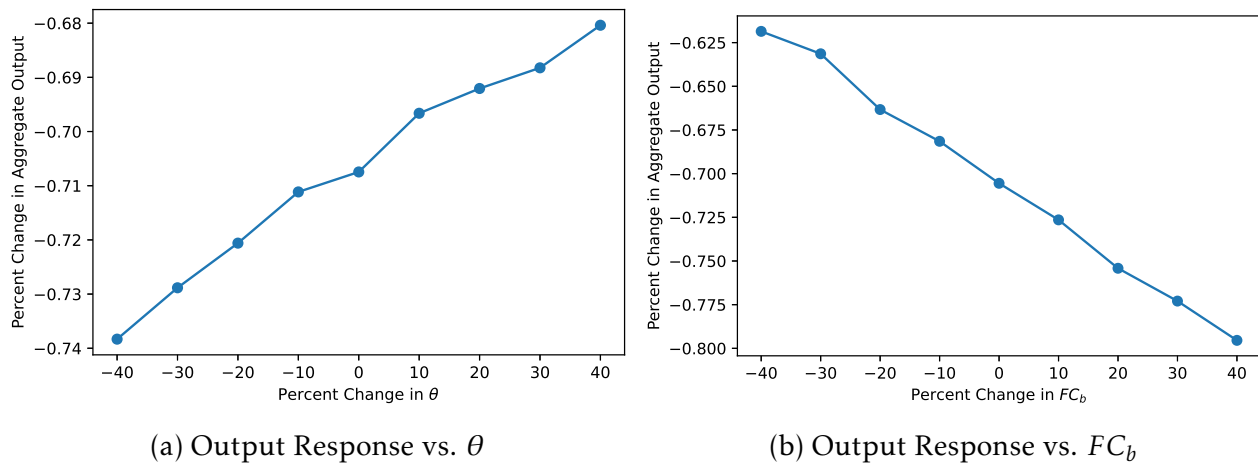 Percent Change in Aggregate Output
−0.68
−0.69
−0.70
−0.71
−0.72
−0.73
−0.74
−40 −30 −20 −10 0 10 20 30 40
Percent Change in θ
(a) Output Response vs. θ
Percent Change in Aggregate Output
−0.625
−0.650
−0.675
−0.700
−0.725
−0.750
−0.775
−0.800
−40 −30 −20 −10 0 10 20 30 40
Percent Change in FC_b
(b) Output Response vs. FC_b